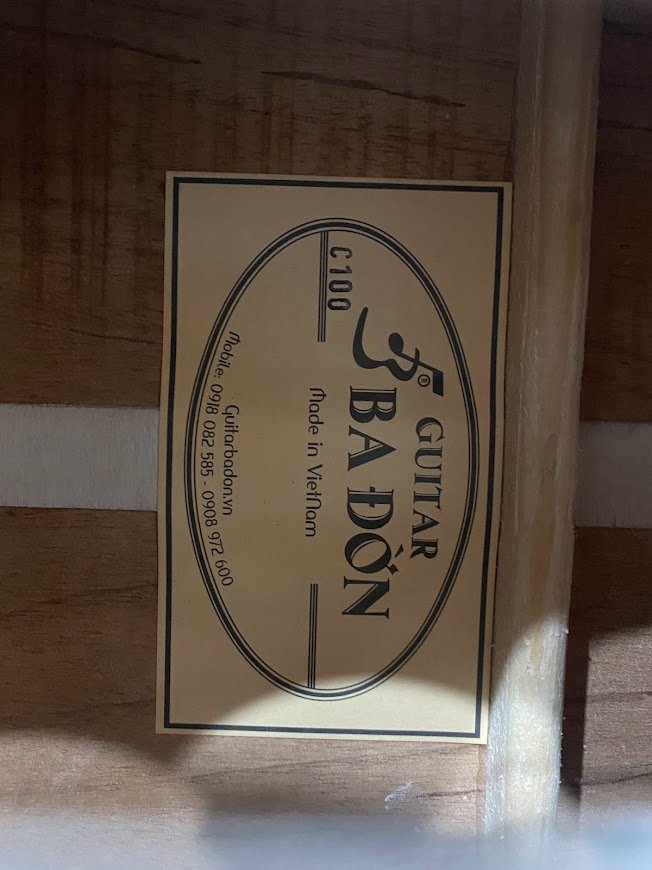 GUITAR
®
BA ĐỜN
C100
Made in VietNam
Guitarbadon.vn
Mobile: 0918 082 585 - 0908 972 600